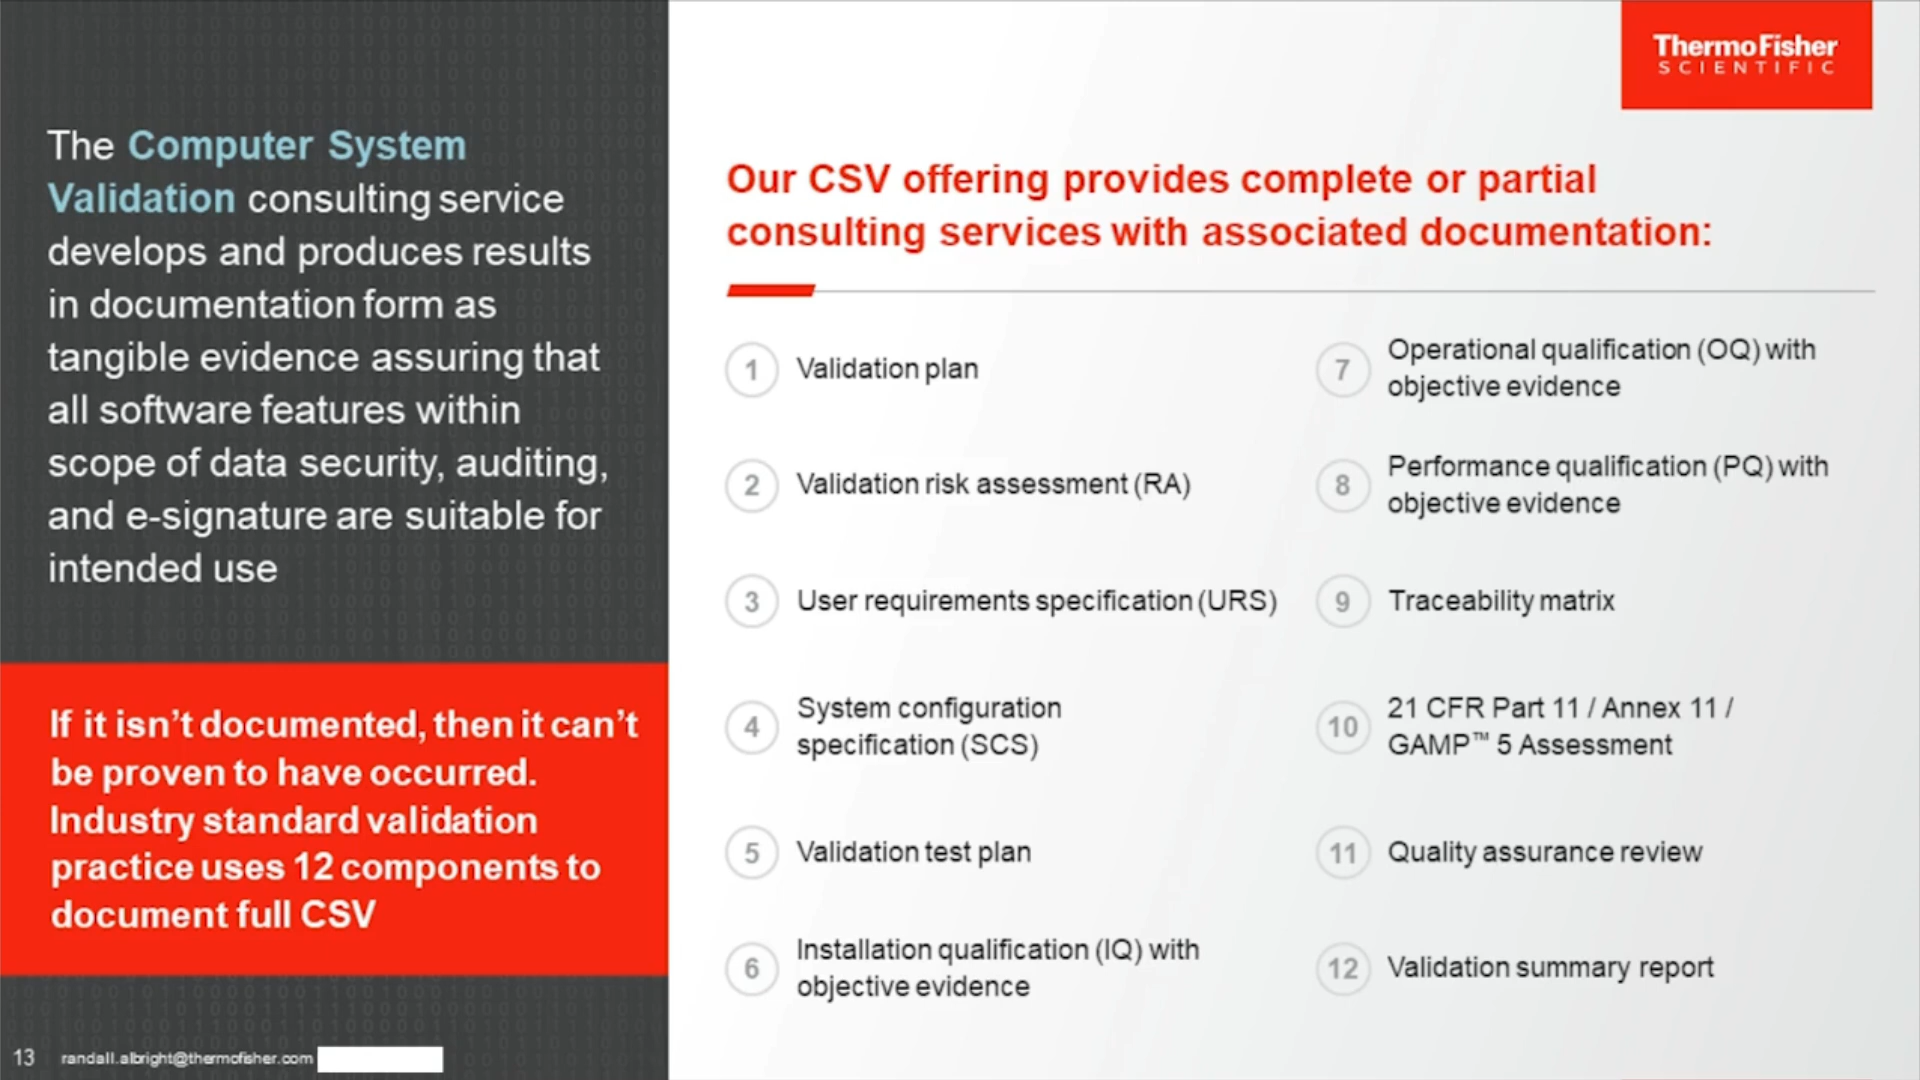 ThermoFisher
SCIENTIFIC
The Computer System
Validation consulting service
develops and produces results
in documentation form as
tangible evidence assuring that
all software features within
scope of data security, auditing,
and e-signature are suitable for
intended use
If it isn’t documented, then it can’t
be proven to have occurred.
Industry standard validation
practice uses 12 components to
document full CSV
Our CSV offering provides complete or partial
consulting services with associated documentation:
1 Validation plan
2 Validation risk assessment (RA)
3 User requirements specification (URS)
4 System configuration
specification (SCS)
5 Validation test plan
6 Installation qualification (IQ) with
objective evidence
7 Operational qualification (OQ) with
objective evidence
8 Performance qualification (PQ) with
objective evidence
9 Traceability matrix
10 21 CFR Part 11 / Annex 11 /
GAMP™ 5 Assessment
11 Quality assurance review
12 Validation summary report
13 randall.albright@thermofisher.com